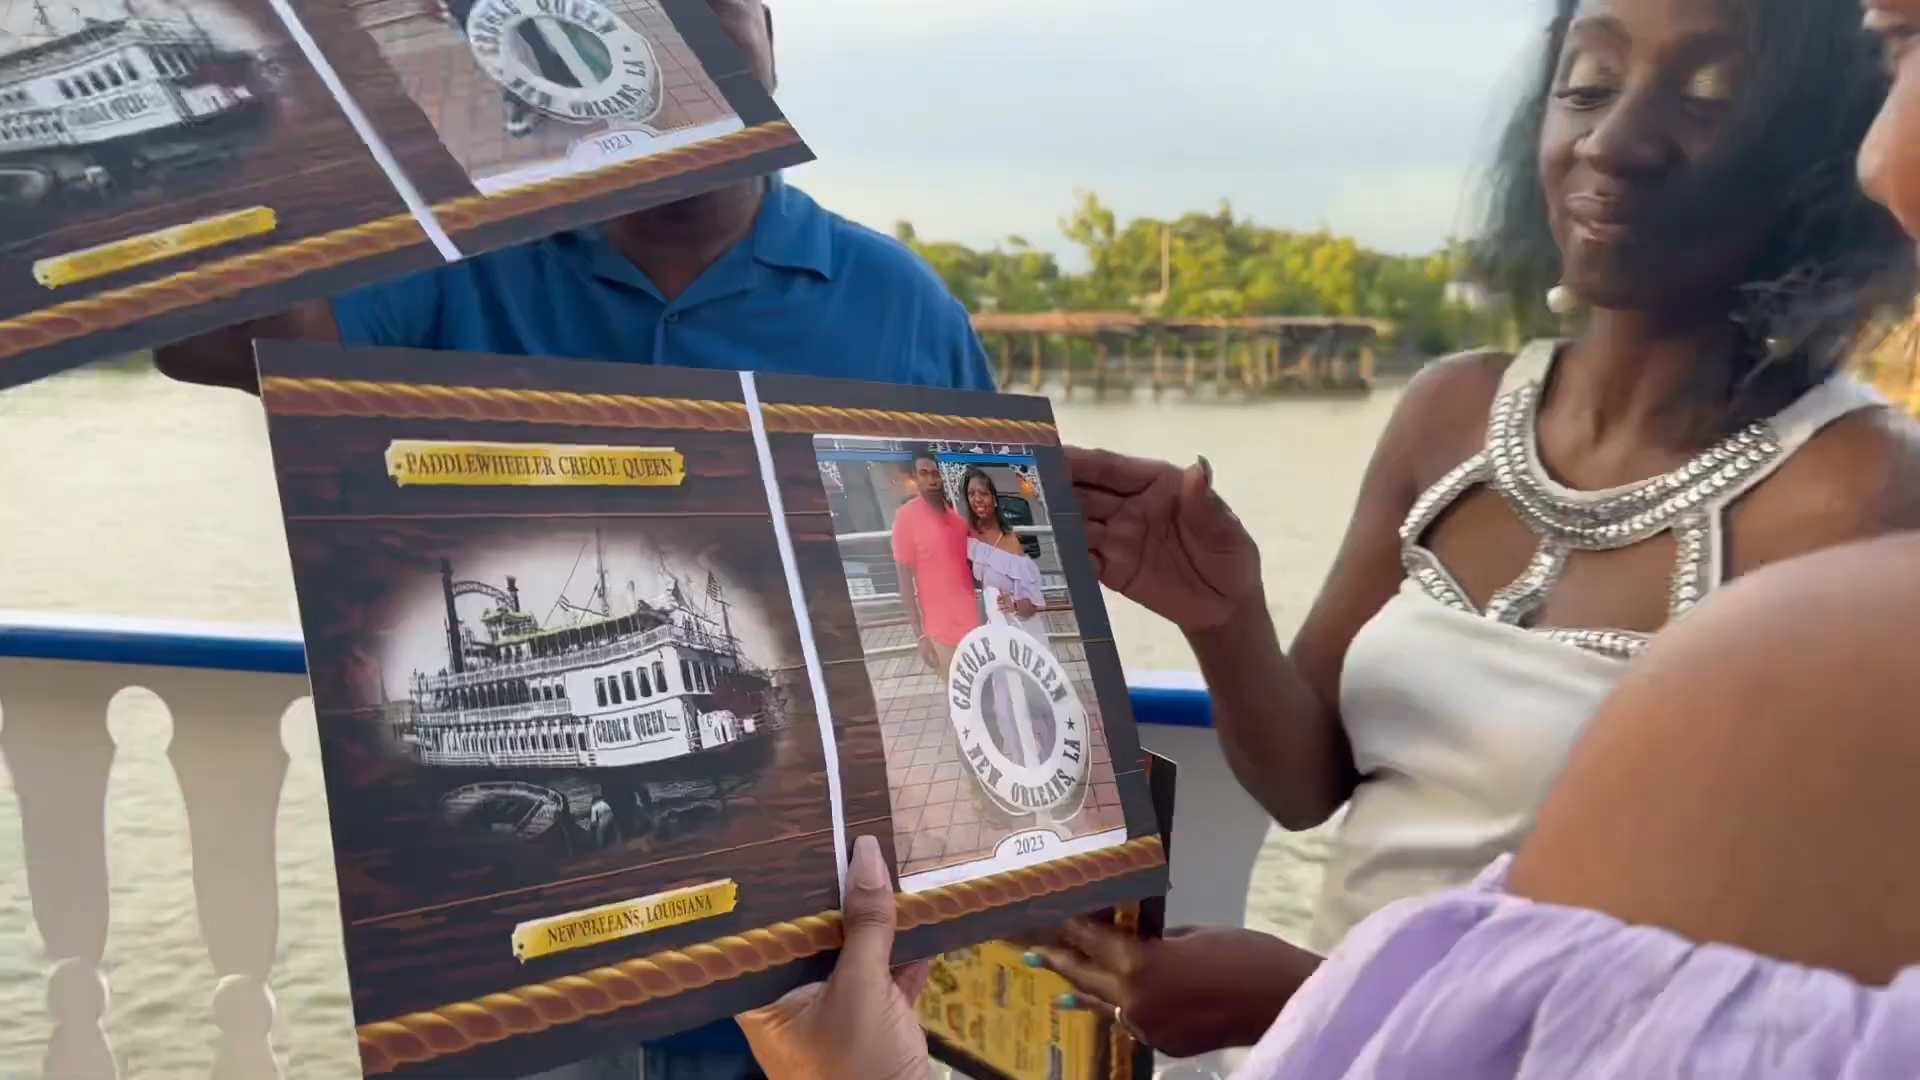 CREOLE QUEEN
NEW ORLEANS, LA
2023
PADDLEWHEELER CREOLE QUEEN
CREOLE QUEEN
CREOLE QUEEN
NEW ORLEANS, LA
2023
NEW ORLEANS, LOUISIANA